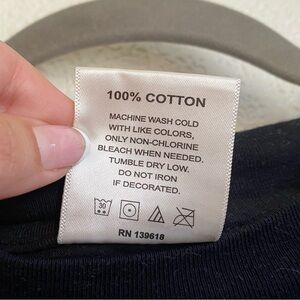 100% COTTON
MACHINE WASH COLD
WITH LIKE COLORS,
ONLY NON-CHLORINE
BLEACH WHEN NEEDED.
TUMBLE DRY LOW.
DO NOT IRON
IF DECORATED.
30
RN 139618